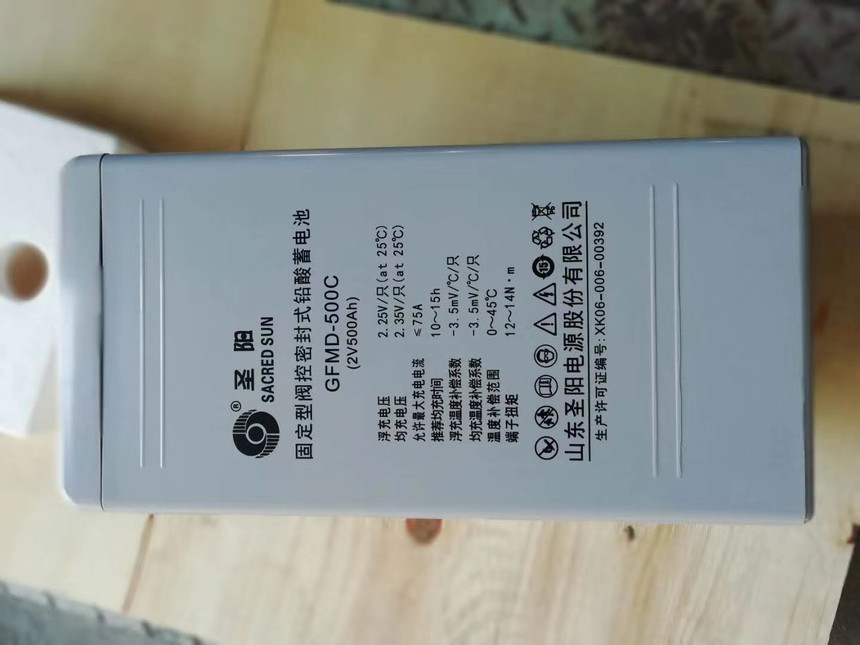 ® 圣阳
SACRED SUN
固定型阀控密封式铅酸蓄电池
GFMD-500C
(2V500Ah)
浮充电压 2.25V/只(at 25℃)
均充电压 2.35V/只(at 25℃)
允许最大充电电流 ≤75A
推荐均充时间 10～15h
浮充温度补偿系数 -3.5mV/℃/只
均充温度补偿系数 -3.5mV/℃/只
温度补偿范围 0～45℃
端子扭矩 12～14N·m
山东圣阳电源股份有限公司
生产许可证编号: XK06-006-00392